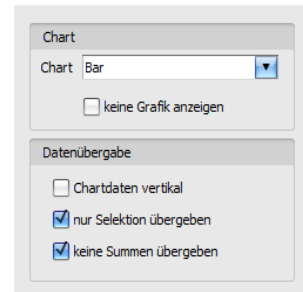 Chart
Chart Bar
keine Grafik anzeigen
Datenübergabe
Chartdaten vertikal
nur Selektion übergeben
keine Summen übergeben